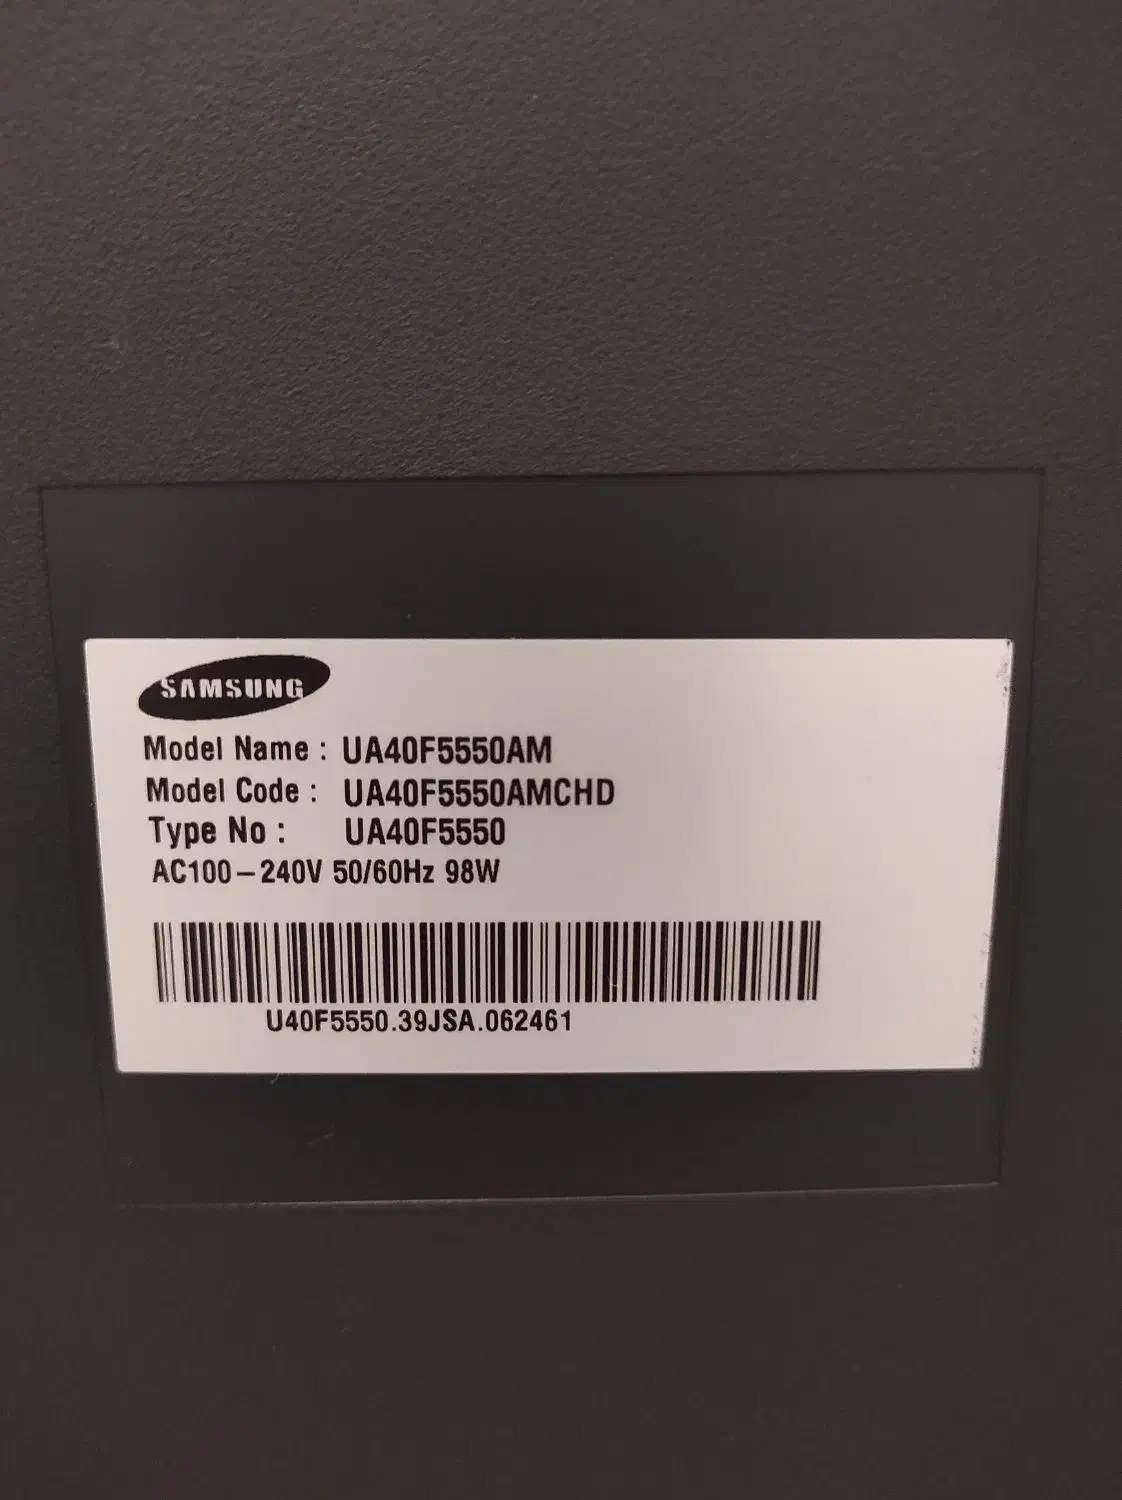 SAMSUNG
Model Name : UA40F5550AM
Model Code : UA40F5550AMCHD
Type No : UA40F5550
AC100-240V 50/60Hz 98W
U40F5550.39JSA.062461